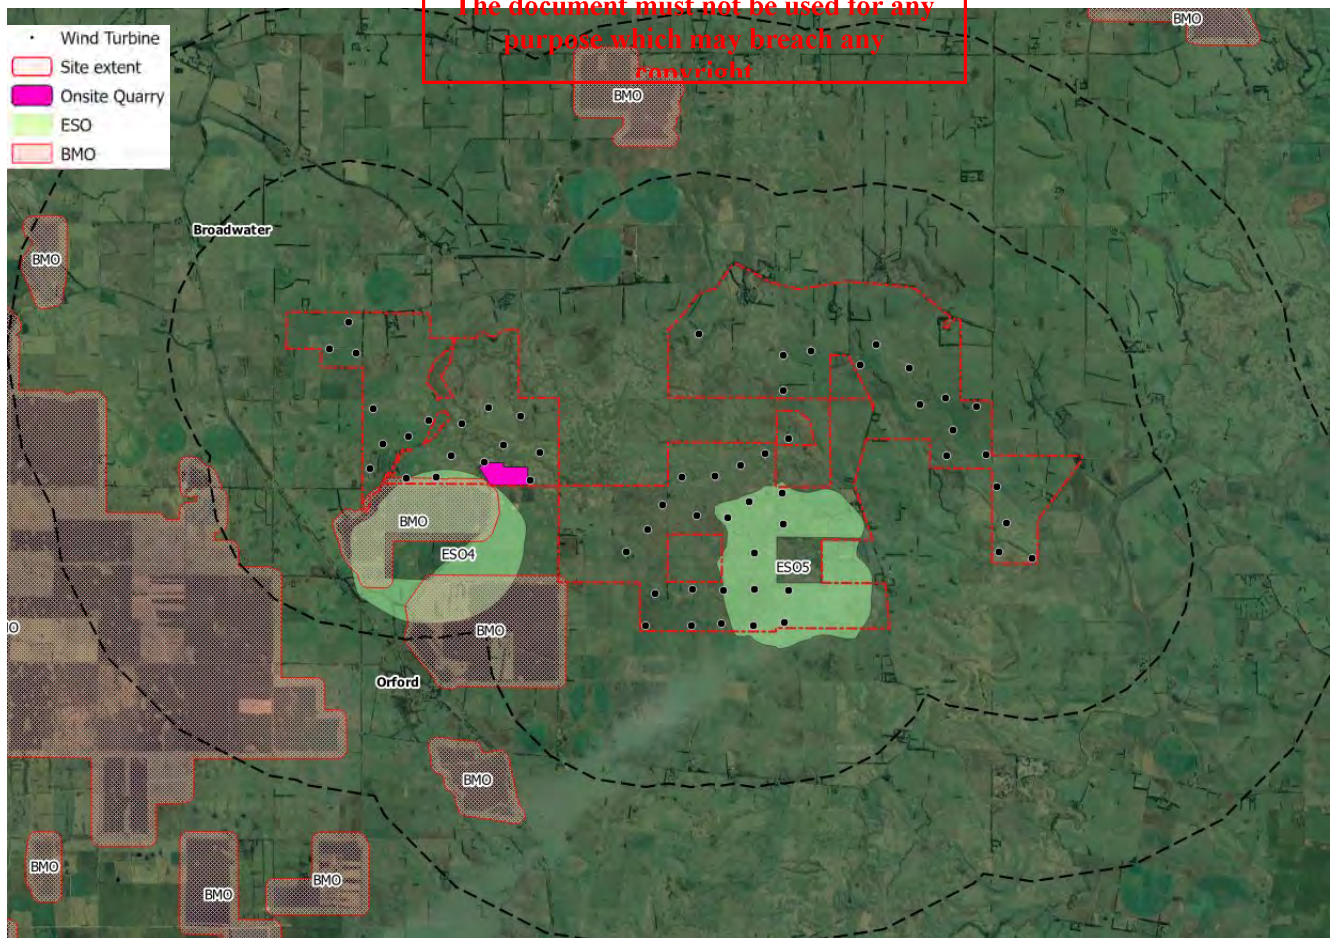 The document must not be used for any
purpose which may breach any
copyright
Wind Turbine
Site extent
Onsite Quarry
ESO
BMO
BMO
BMO
Broadwater
BMO
BMO
ESO4
ESO5
BMO
Orford
BMO
BMO
BMO
BMO